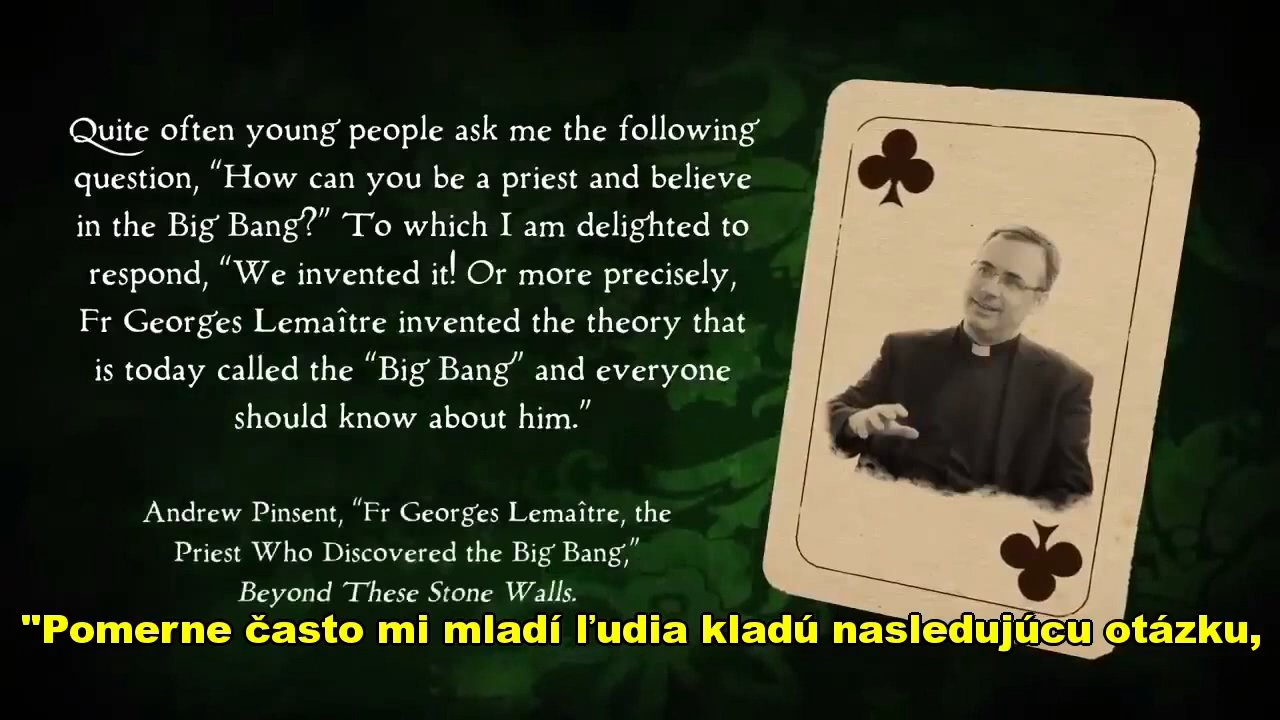 Quite often young people ask me the following
question, “How can you be a priest and believe
in the Big Bang?” To which I am delighted to
respond, “We invented it! Or more precisely,
Fr Georges Lemaître invented the theory that
is today called the “Big Bang” and everyone
should know about him.”
Andrew Pinsent, “Fr Georges Lemaître, the
Priest Who Discovered the Big Bang,”
Beyond These Stone Walls.
"Pomerne často mi mladí ľudia kladú nasledujúcu otázku,